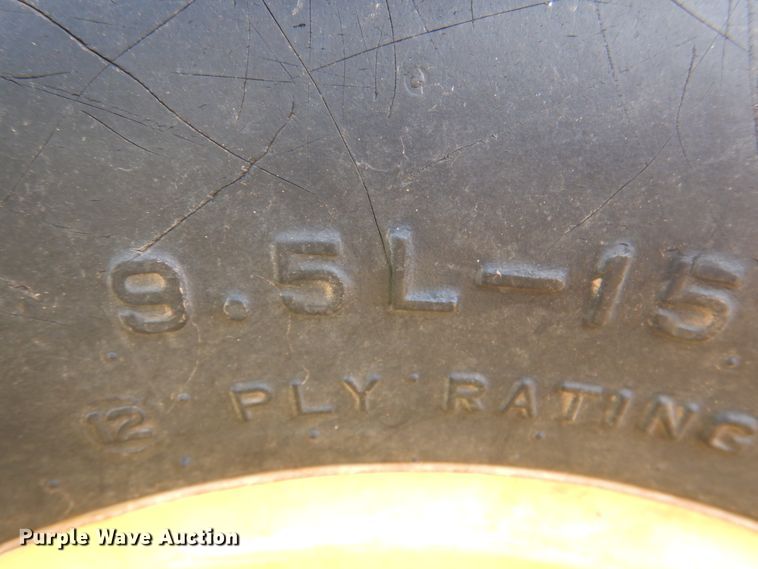 9.5L-15
12 PLY RATING
Purple Wave Auction